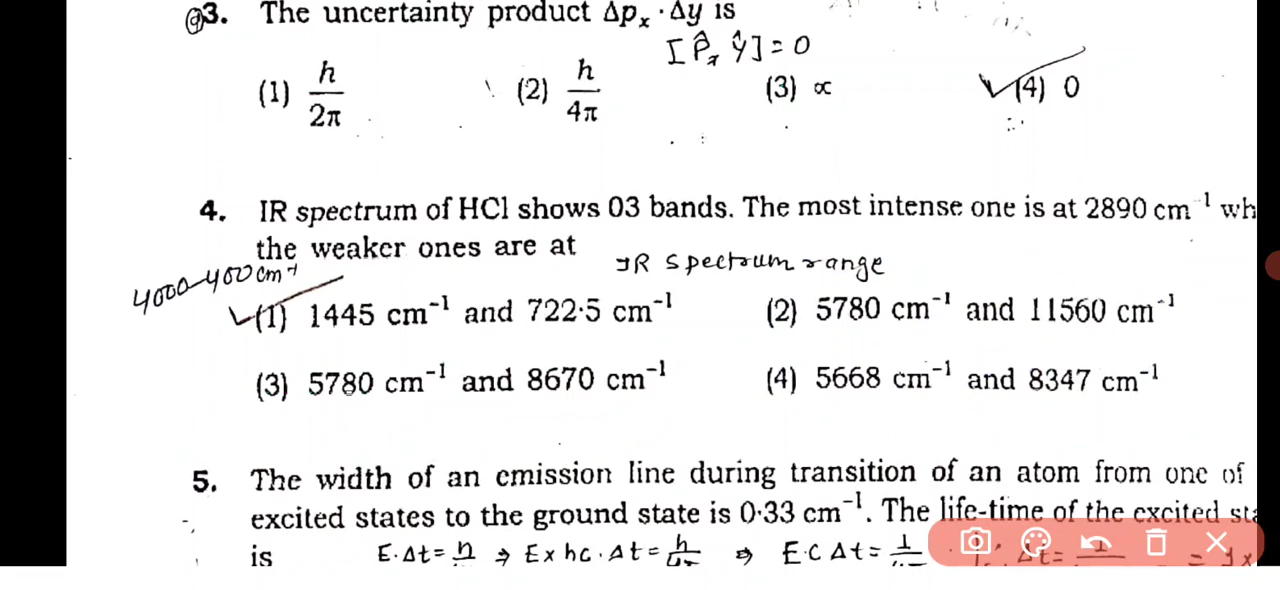 3. The uncertainty product Δpₓ · Δy is
[P̂ₓ ŷ] = 0
(1) h/2π (2) h/4π (3) ∝ (4) 0
4. IR spectrum of HCl shows 03 bands. The most intense one is at 2890 cm⁻¹ wh
the weaker ones are at
IR spectrum range
4000-400 cm⁻¹
(1) 1445 cm⁻¹ and 722·5 cm⁻¹ (2) 5780 cm⁻¹ and 11560 cm⁻¹
(3) 5780 cm⁻¹ and 8670 cm⁻¹ (4) 5668 cm⁻¹ and 8347 cm⁻¹
5. The width of an emission line during transition of an atom from one of
excited states to the ground state is 0·33 cm⁻¹. The life-time of the excited sta
is E·Δt = h ⇒ E x hc · Δt = h ⇒ E·C Δt = 1